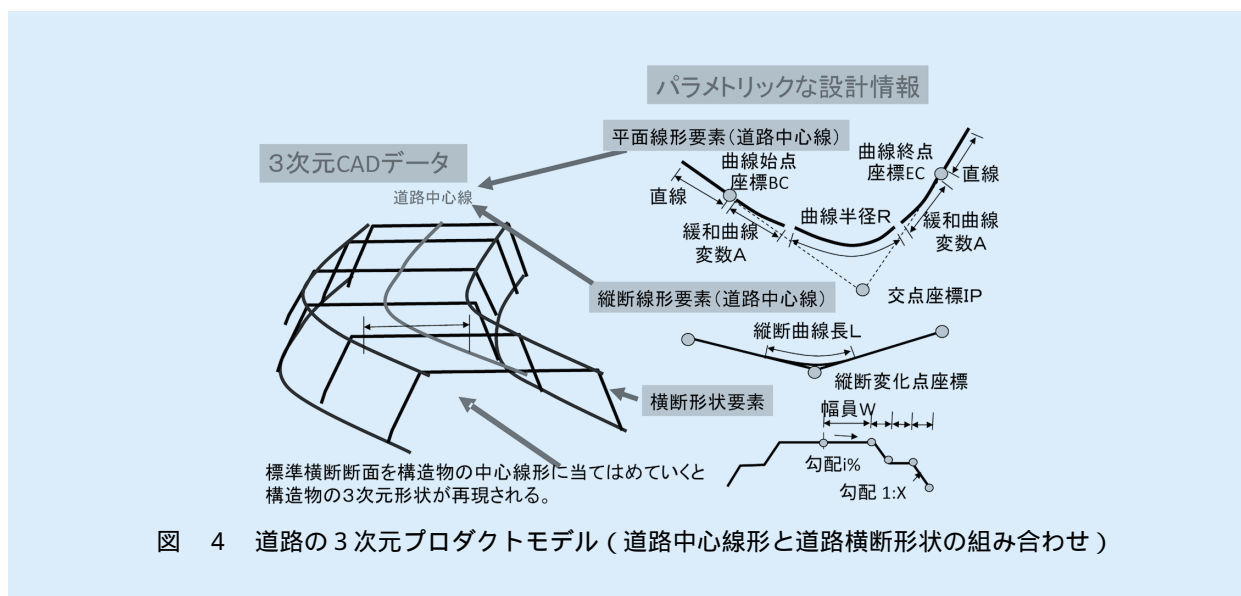 パラメトリックな設計情報
平面線形要素(道路中心線)
3次元CADデータ
道路中心線
曲線始点
座標BC
曲線終点
座標EC
直線
直線
曲線半径R
緩和曲線
変数A
緩和曲線
変数A
交点座標IP
縦断線形要素(道路中心線)
縦断曲線長L
縦断変化点座標
横断形状要素
幅員W
勾配i%
勾配 1:X
標準横断断面を構造物の中心線形に当てはめていくと
構造物の3次元形状が再現される。
図 4 道路の3次元プロダクトモデル(道路中心線形と道路横断形状の組み合わせ)